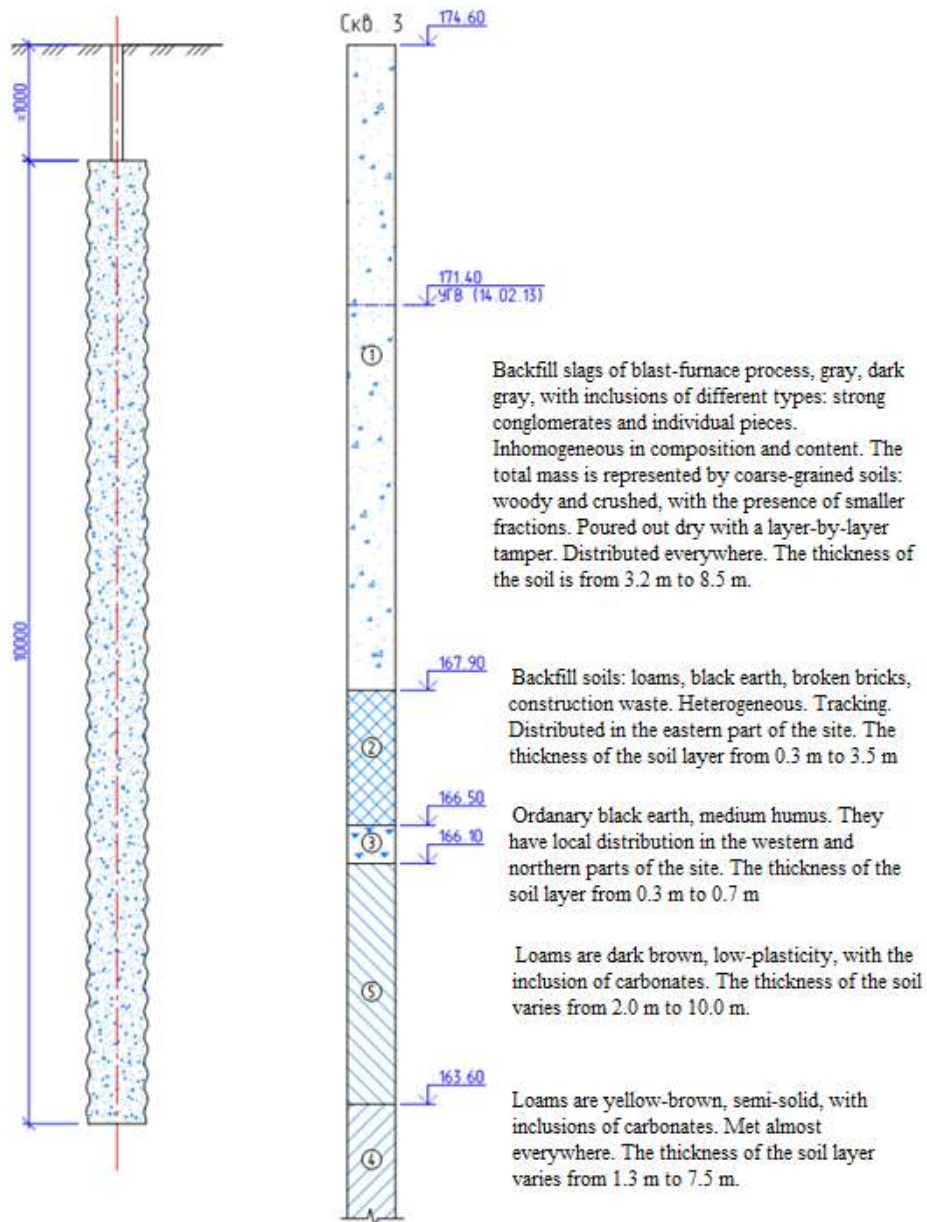 Скв. 3
174.60
≈1000
171.40
УГВ (14.02.13)
1
Backfill slags of blast-furnace process, gray, dark
gray, with inclusions of different types: strong
conglomerates and individual pieces.
Inhomogeneous in composition and content. The
total mass is represented by coarse-grained soils:
woody and crushed, with the presence of smaller
fractions. Poured out dry with a layer-by-layer
tamper. Distributed everywhere. The thickness of
the soil is from 3.2 m to 8.5 m.
10000
167.90
Backfill soils: loams, black earth, broken bricks,
construction waste. Heterogeneous. Tracking.
Distributed in the eastern part of the site. The
thickness of the soil layer from 0.3 m to 3.5 m
2
166.50
Ordanary black earth, medium humus. They
have local distribution in the western and
northern parts of the site. The thickness of the
soil layer from 0.3 m to 0.7 m
3
166.10
Loams are dark brown, low-plasticity, with the
inclusion of carbonates. The thickness of the soil
varies from 2.0 m to 10.0 m.
5
163.60
Loams are yellow-brown, semi-solid, with
inclusions of carbonates. Met almost
everywhere. The thickness of the soil layer
varies from 1.3 m to 7.5 m.
4